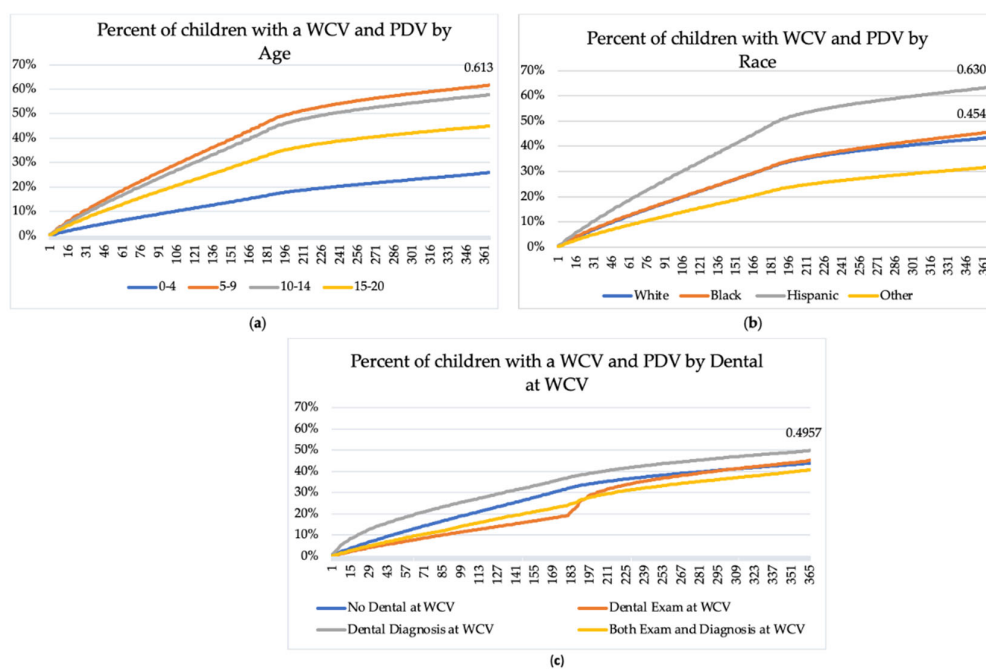 Percent of children with a WCV and PDV by
Age
70%
0.613
60%
50%
40%
30%
20%
10%
0%
1 16 31 46 61 76 91 106 121 136 151 166 181 196 211 226 241 256 271 286 301 316 331 346 361
0-4 5-9 10-14 15-20
(a)
Percent of children with WCV and PDV by
Race
70%
0.630
60%
50%
0.454
40%
30%
20%
10%
0%
1 16 31 46 61 76 91 106 121 136 151 166 181 196 211 226 241 256 271 286 301 316 331 346 361
White Black Hispanic Other
(b)
Percent of children with a WCV and PDV by Dental
at WCV
70%
60%
0.4957
50%
40%
30%
20%
10%
0%
1 15 29 43 57 71 85 99 113 127 141 155 169 183 197 211 225 239 253 267 281 295 309 323 337 351 365
No Dental at WCV Dental Exam at WCV
Dental Diagnosis at WCV Both Exam and Diagnosis at WCV
(c)